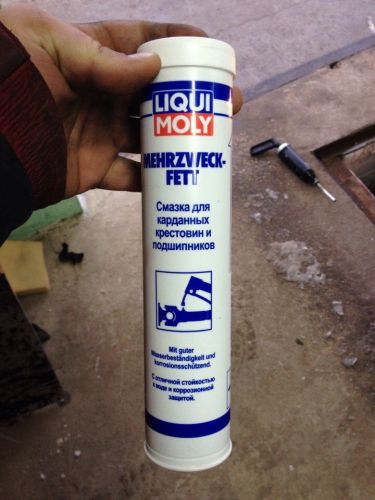 LIQUI
MOLY
MEHRZWECK-
FETT
Смазка для
карданных
крестовин и
подшипников
Mit guter
Wasserbeständigkeit und
korrosionsschützend.
С отличной стойкостью
к воде и коррозионной
защитой.